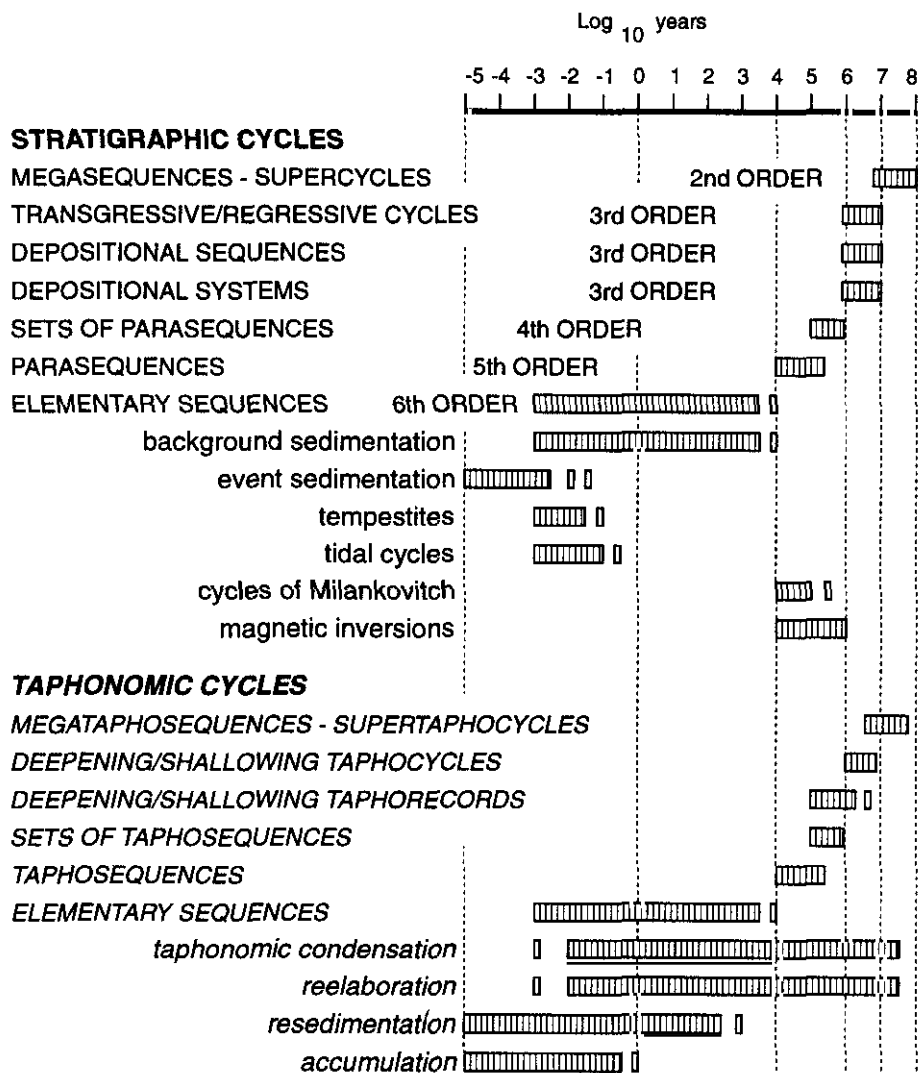 Log 10 years
-5 -4 -3 -2 -1 0 1 2 3 4 5 6 7 8
STRATIGRAPHIC CYCLES
MEGASEQUENCES - SUPERCYCLES 2nd ORDER
TRANSGRESSIVE/REGRESSIVE CYCLES 3rd ORDER
DEPOSITIONAL SEQUENCES 3rd ORDER
DEPOSITIONAL SYSTEMS 3rd ORDER
SETS OF PARASEQUENCES 4th ORDER
PARASEQUENCES 5th ORDER
ELEMENTARY SEQUENCES 6th ORDER
background sedimentation
event sedimentation
tempestites
tidal cycles
cycles of Milankovitch
magnetic inversions
TAPHONOMIC CYCLES
MEGATAPHOSEQUENCES - SUPERTAPHOCYCLES
DEEPENING/SHALLOWING TAPHOCYCLES
DEEPENING/SHALLOWING TAPHORECORDS
SETS OF TAPHOSEQUENCES
TAPHOSEQUENCES
ELEMENTARY SEQUENCES
taphonomic condensation
reelaboration
resedimentation
accumulation